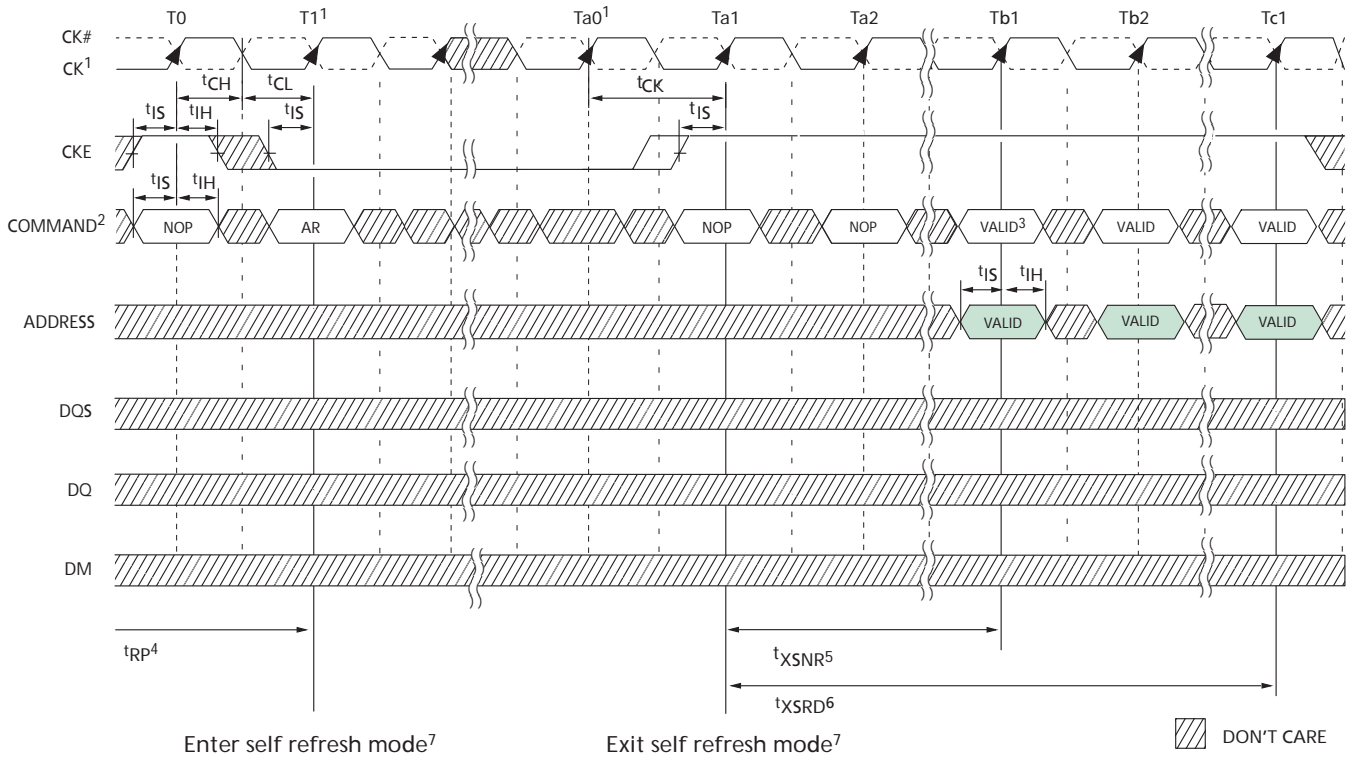 T0 T1¹ Ta0¹ Ta1 Ta2 Tb1 Tb2 Tc1
CK#
CK¹
tCH tCL tCK
tIS tIH tIS tIS
CKE
tIS tIH
COMMAND² NOP AR NOP NOP VALID³ VALID VALID
tIS tIH
ADDRESS VALID VALID VALID
DQS
DQ
DM
tRP⁴ tXSNR⁵
tXSRD⁶
Enter self refresh mode⁷ Exit self refresh mode⁷ DON'T CARE